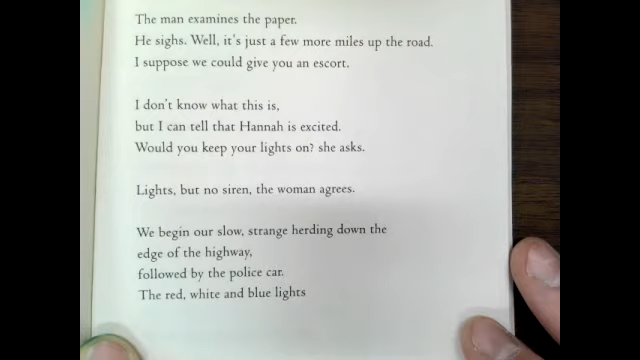 The man examines the paper.
He sighs. Well, it's just a few more miles up the road.
I suppose we could give you an escort.
I don't know what this is,
but I can tell that Hannah is excited.
Would you keep your lights on? she asks.
Lights, but no siren, the woman agrees.
We begin our slow, strange herding down the
edge of the highway,
followed by the police car.
The red, white and blue lights